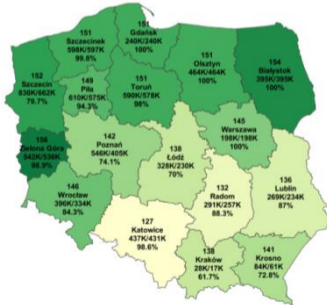 151
Gdańsk
240K/240K
100%
151
Szczecinek
598K/597K
99.8%
151
Olsztyn
464K/464K
100%
154
Białystok
395K/395K
100%
152
Szczecin
830K/662K
79.7%
149
Piła
610K/575K
94.3%
151
Toruń
590K/578K
98%
145
Warszawa
198K/198K
100%
Zielona Góra
542K/536K
98.9%
142
Poznań
546K/405K
74.1%
138
Łódź
328K/230K
70%
146
Wrocław
396K/334K
84.3%
132
Radom
291K/257K
88.3%
136
Lublin
269K/234K
87%
127
Katowice
437K/431K
98.6%
138
Kraków
28K/17K
61.7%
141
Krosno
84K/61K
72.8%